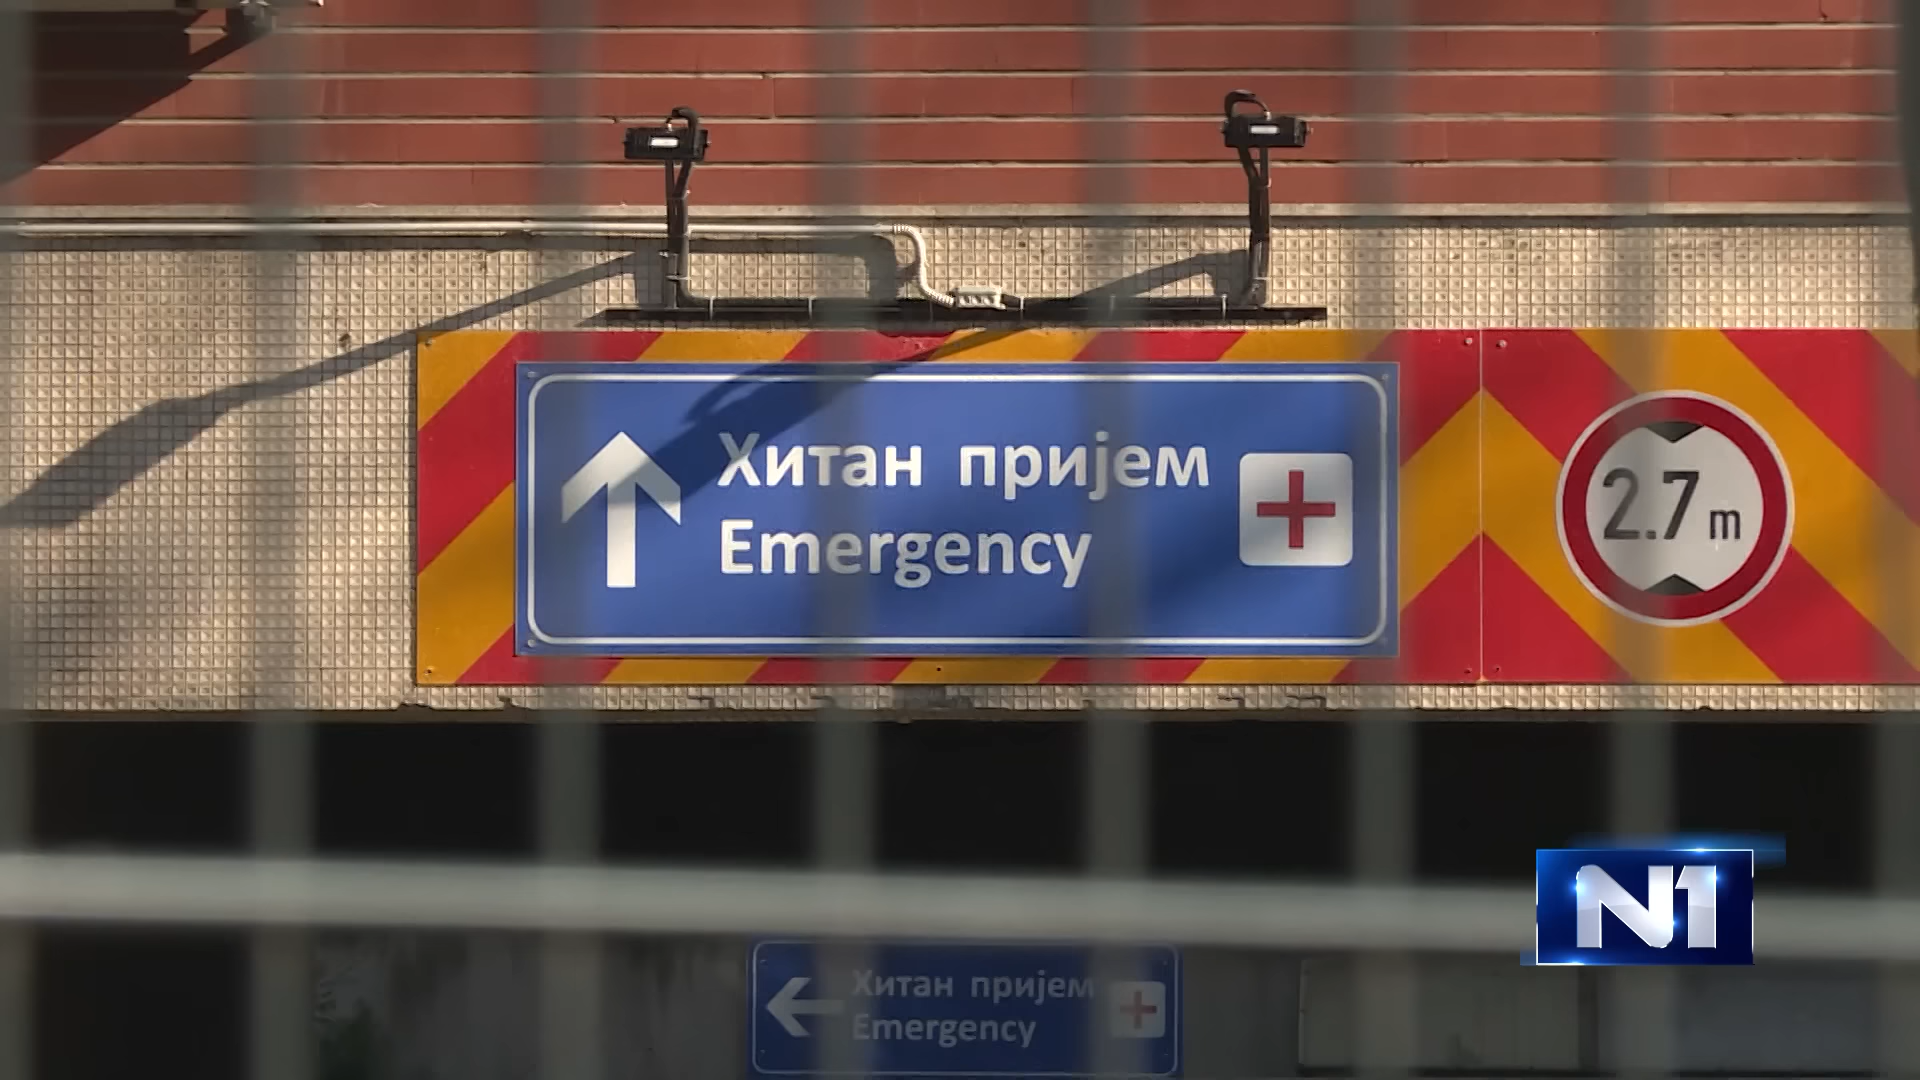 Хитан пријем
Emergency
2.7 m
N1
Хитан пријем
Emergency